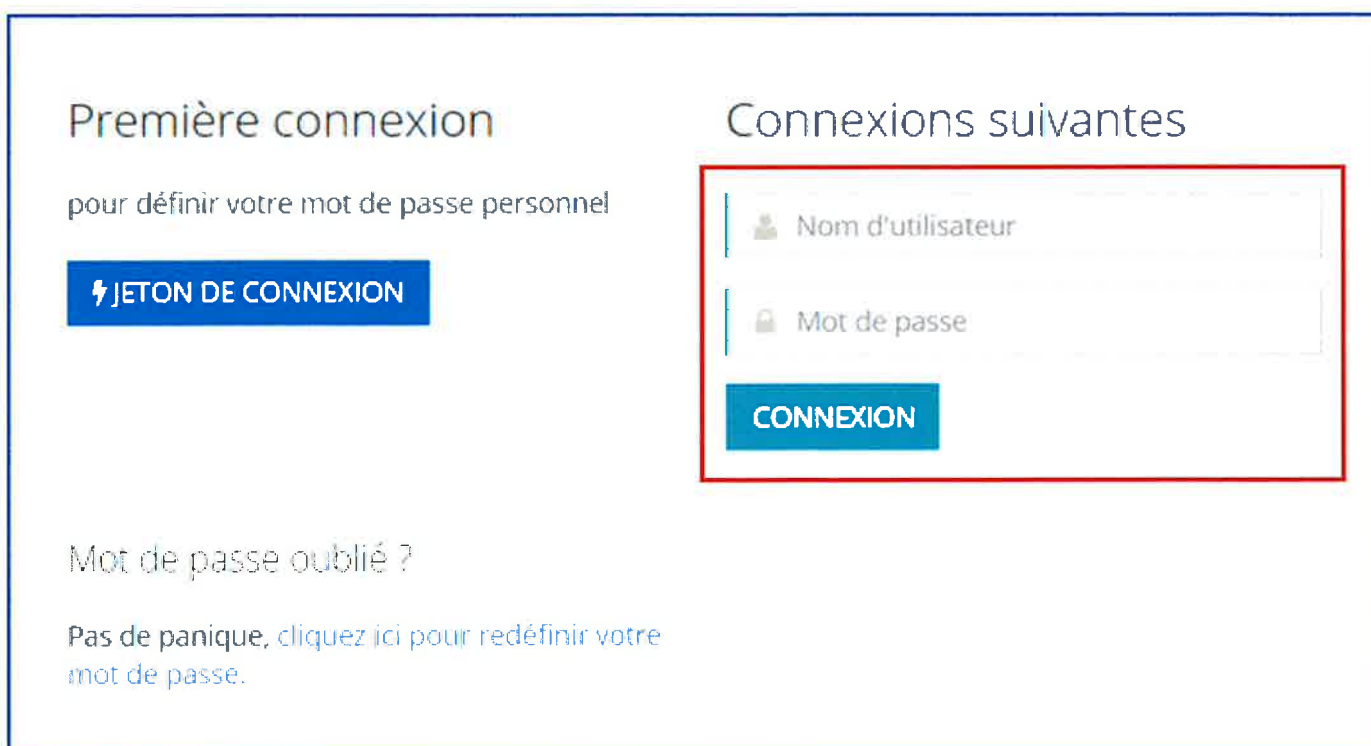 Première connexion
pour définir votre mot de passe personnel
JETON DE CONNEXION
Connexions suivantes
Nom d'utilisateur
Mot de passe
CONNEXION
Mot de passe oublié ?
Pas de panique, cliquez ici pour redéfinir votre
mot de passe.